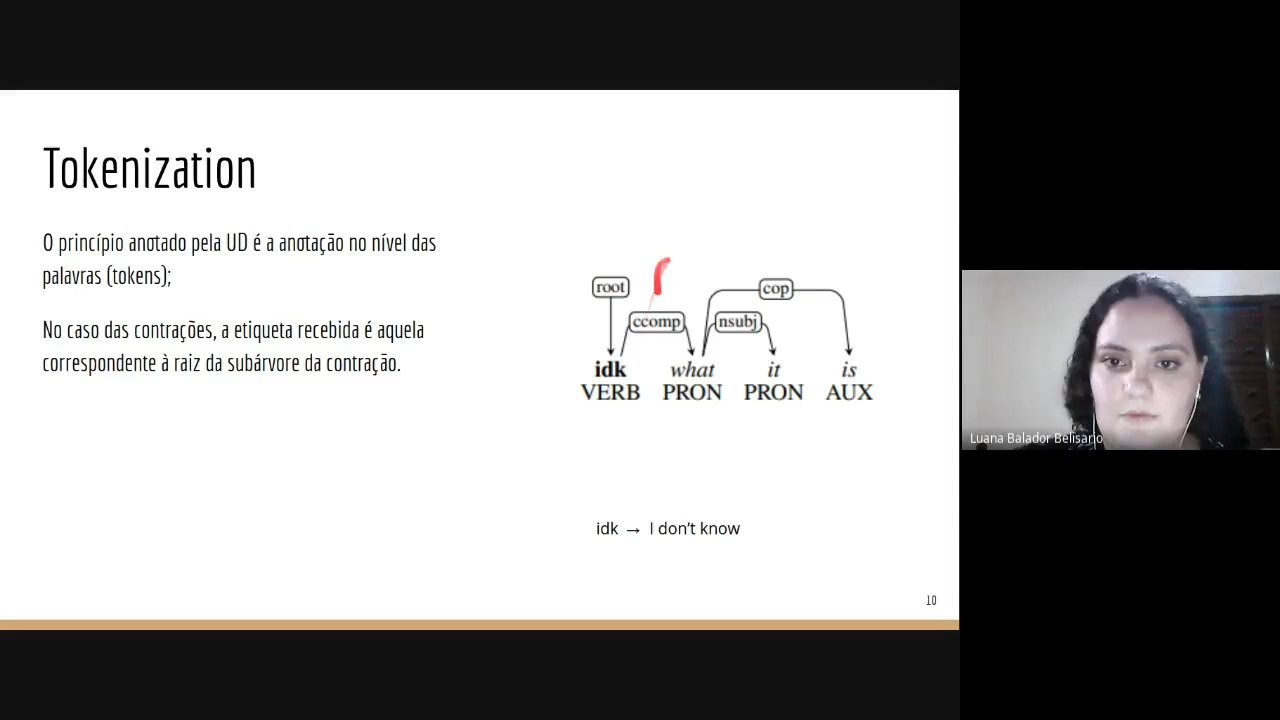 Tokenization
O princípio anotado pela UD é a anotação no nível das
palavras (tokens);
No caso das contrações, a etiqueta recebida é aquela
correspondente à raiz da subárvore da contração.
root cop
ccomp nsubj
idk what it is
VERB PRON PRON AUX
idk → I don't know
10
Luana Balador Belisario